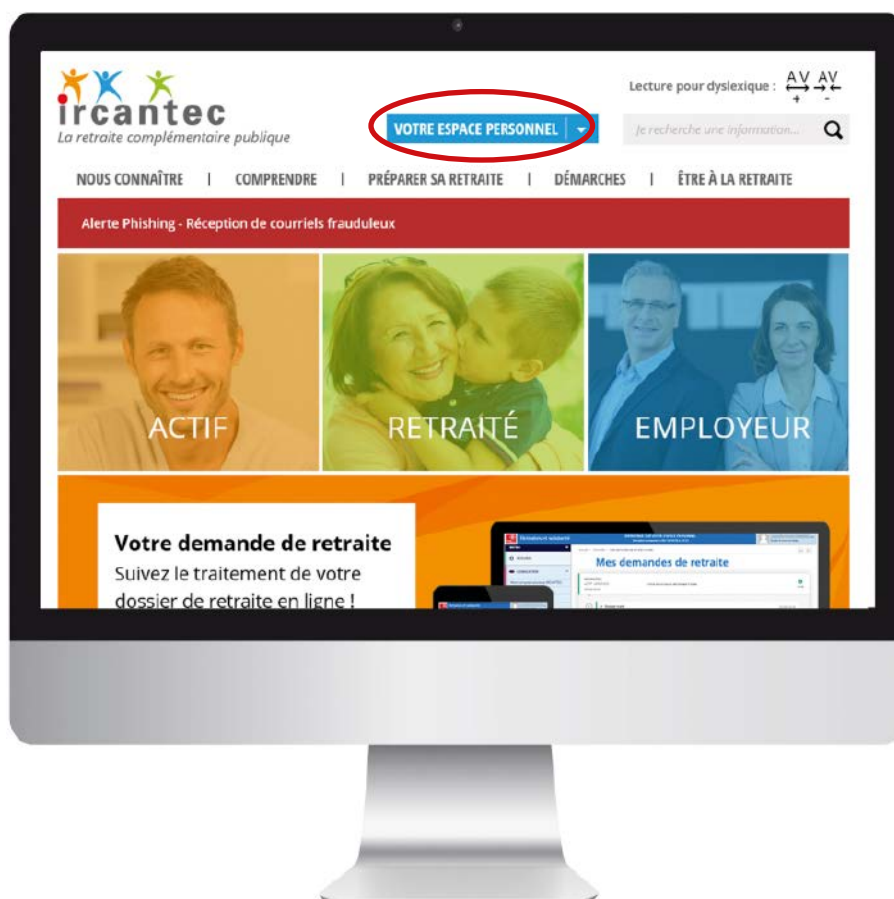 ircantec
La retraite complémentaire publique
Lecture pour dyslexique : AV AV
+ -
VOTRE ESPACE PERSONNEL
Je recherche une information...
NOUS CONNAÎTRE | COMPRENDRE | PRÉPARER SA RETRAITE | DÉMARCHES | ÊTRE À LA RETRAITE
Alerte Phishing - Réception de courriels frauduleux
ACTIF
RETRAITÉ
EMPLOYEUR
Votre demande de retraite
Suivez le traitement de votre
dossier de retraite en ligne !
Mes demandes de retraite